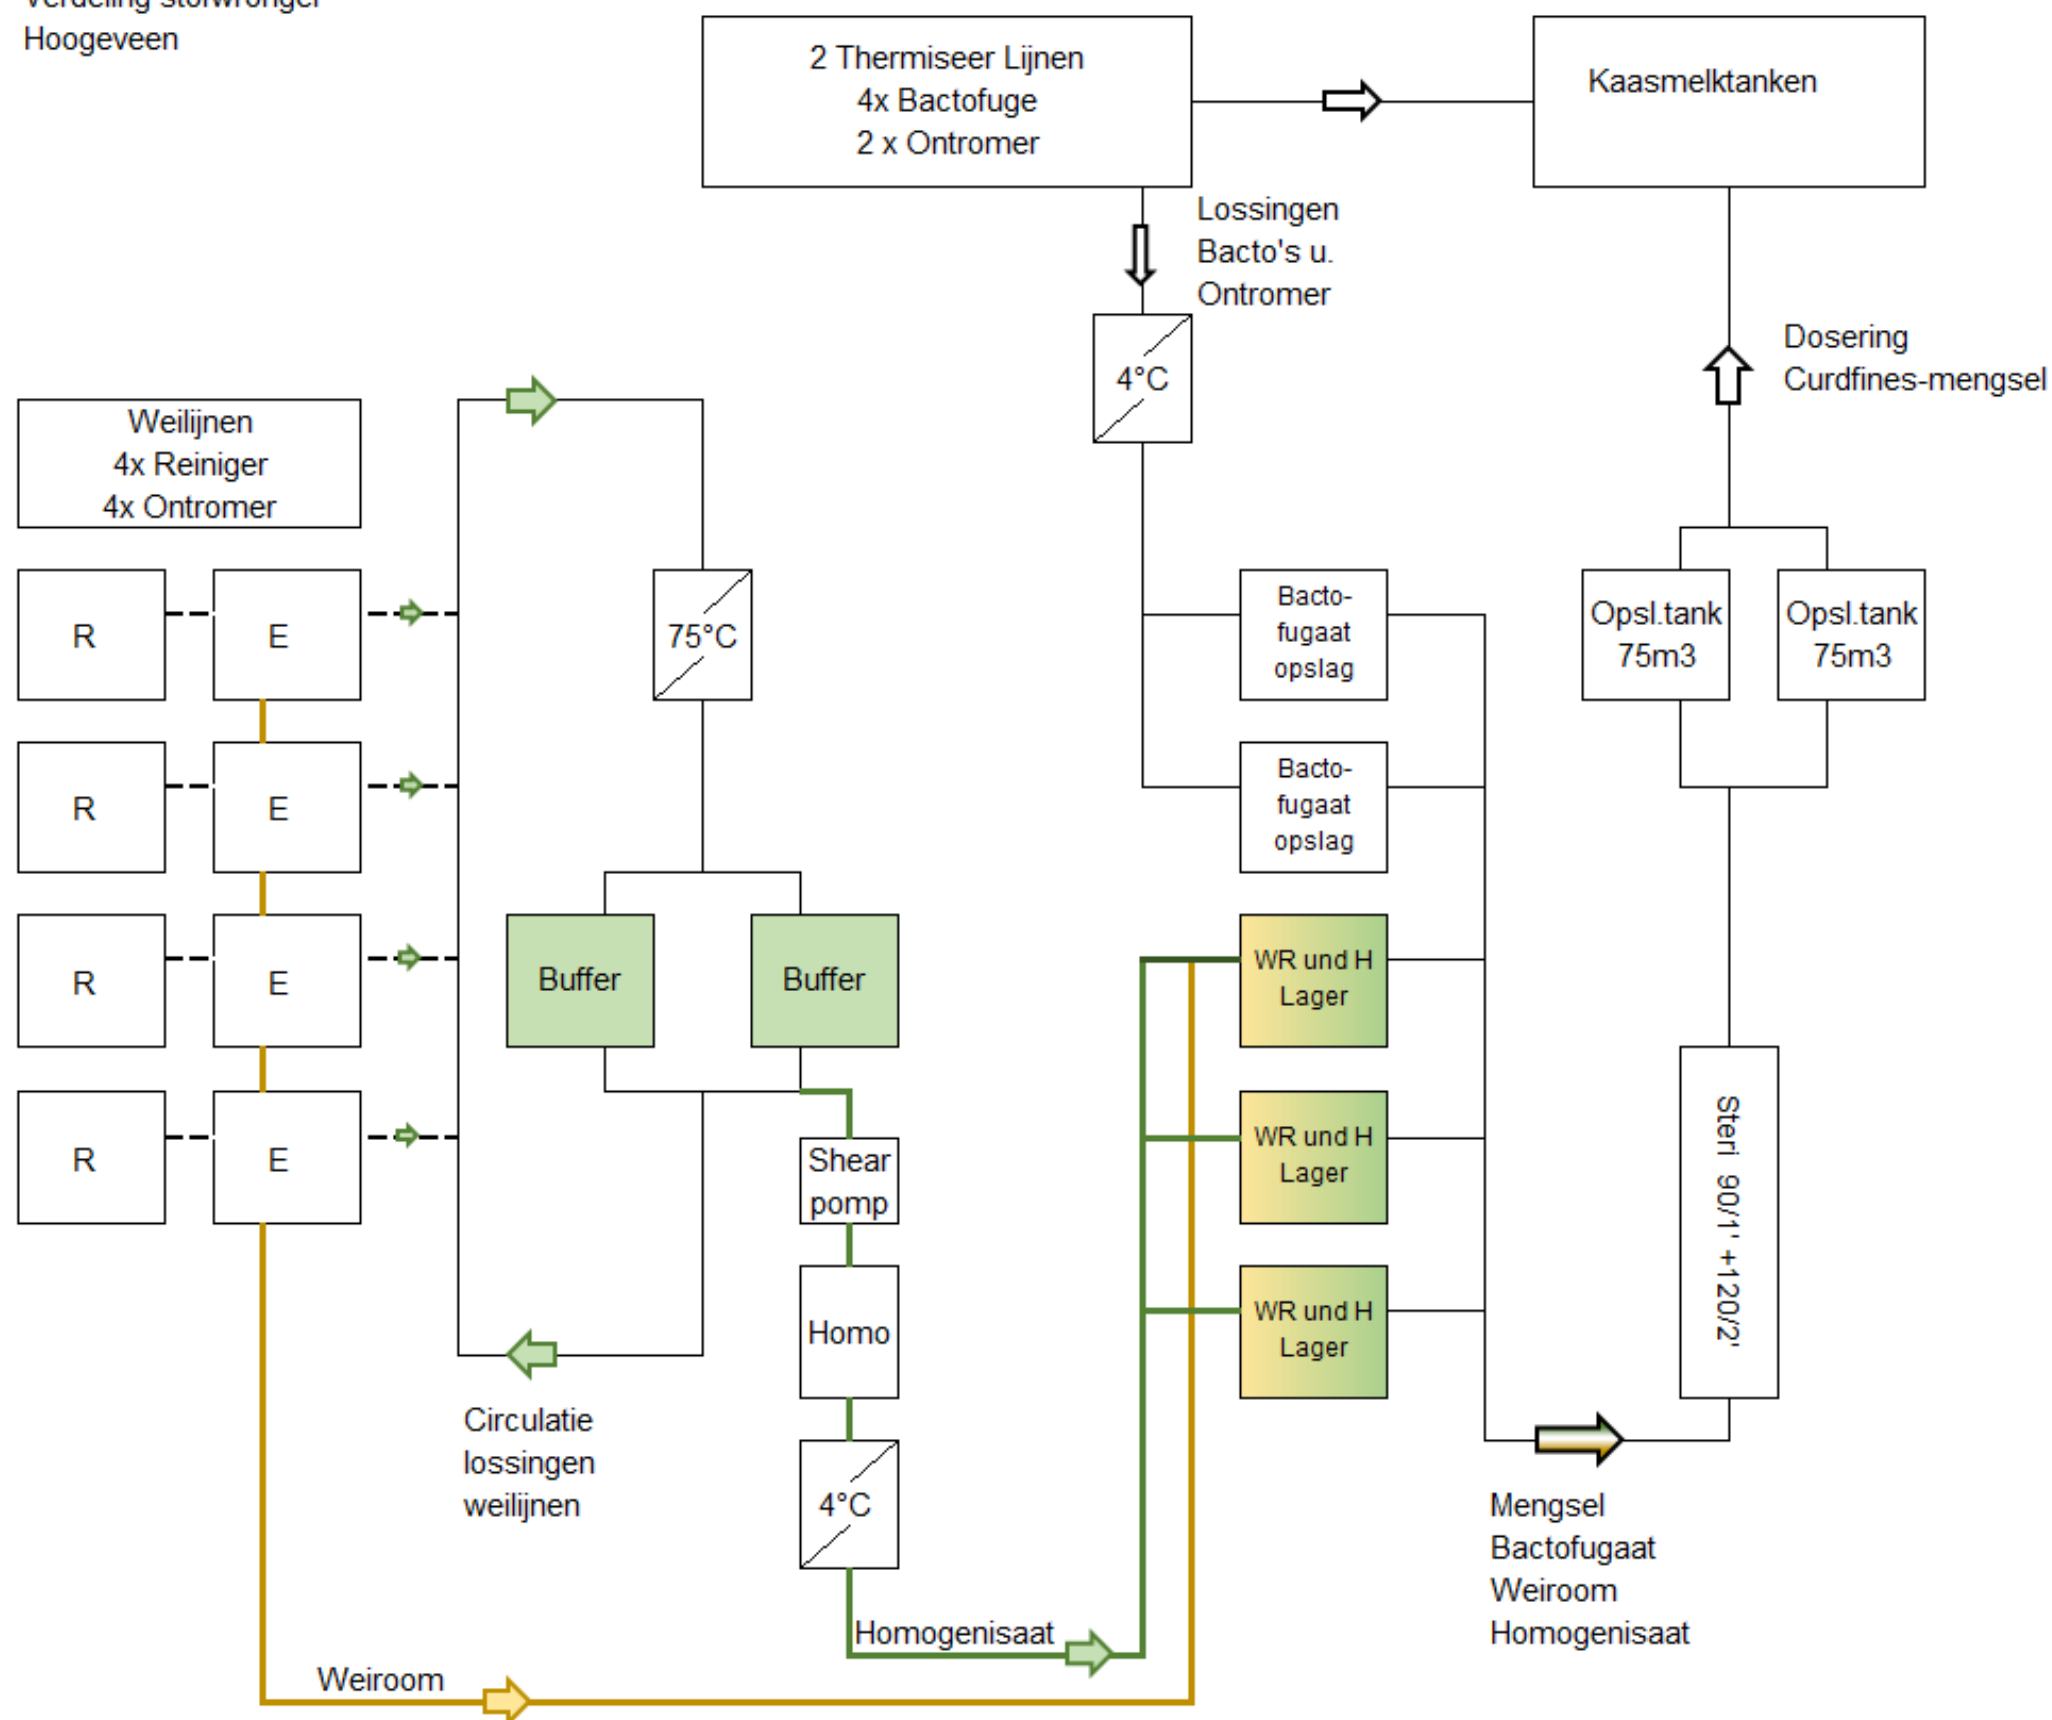 Hoogeveen
2 Thermiseer Lijnen
4x Bactofuge
2 x Ontromer
Kaasmelktanken
Lossingen
Bacto's u.
Ontromer
4°C
Dosering
Curdfines-mengsel
Weilijnen
4x Reiniger
4x Ontromer
R
E
75°C
Bacto-
fugaat
opslag
Opsl.tank
75m3
Opsl.tank
75m3
R
E
Bacto-
fugaat
opslag
R
E
Buffer
Buffer
WR und H
Lager
R
E
Shear
pomp
WR und H
Lager
Steri 90/1' +120/2'
Homo
WR und H
Lager
Circulatie
lossingen
weilijnen
4°C
Mengsel
Bactofugaat
Weiroom
Homogenisaat
Homogenisaat
Weiroom